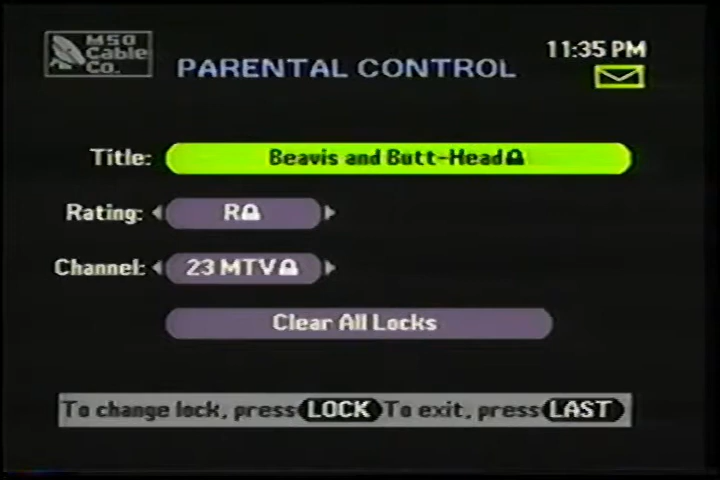 MSO
Cable
Co.
PARENTAL CONTROL
11:35 PM
Title: Beavis and Butt-Head
Rating: R
Channel: 23 MTV
Clear All Locks
To change lock, press LOCK To exit, press LAST